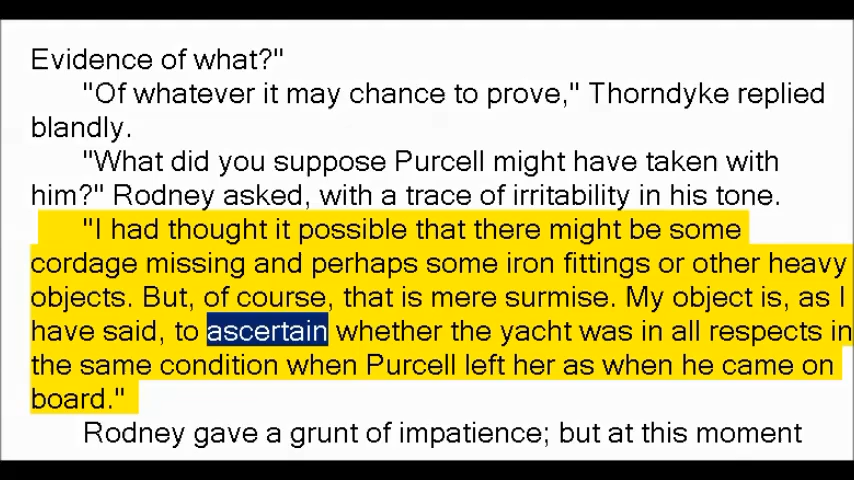 Evidence of what?"
"Of whatever it may chance to prove," Thorndyke replied
blandly.
"What did you suppose Purcell might have taken with
him?" Rodney asked, with a trace of irritability in his tone.
"I had thought it possible that there might be some
cordage missing and perhaps some iron fittings or other heavy
objects. But, of course, that is mere surmise. My object is, as I
have said, to ascertain whether the yacht was in all respects in
the same condition when Purcell left her as when he came on
board."
Rodney gave a grunt of impatience; but at this moment